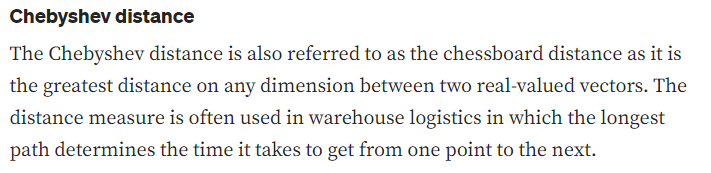 Chebyshev distance
The Chebyshev distance is also referred to as the chessboard distance as it is
the greatest distance on any dimension between two real-valued vectors. The
distance measure is often used in warehouse logistics in which the longest
path determines the time it takes to get from one point to the next.